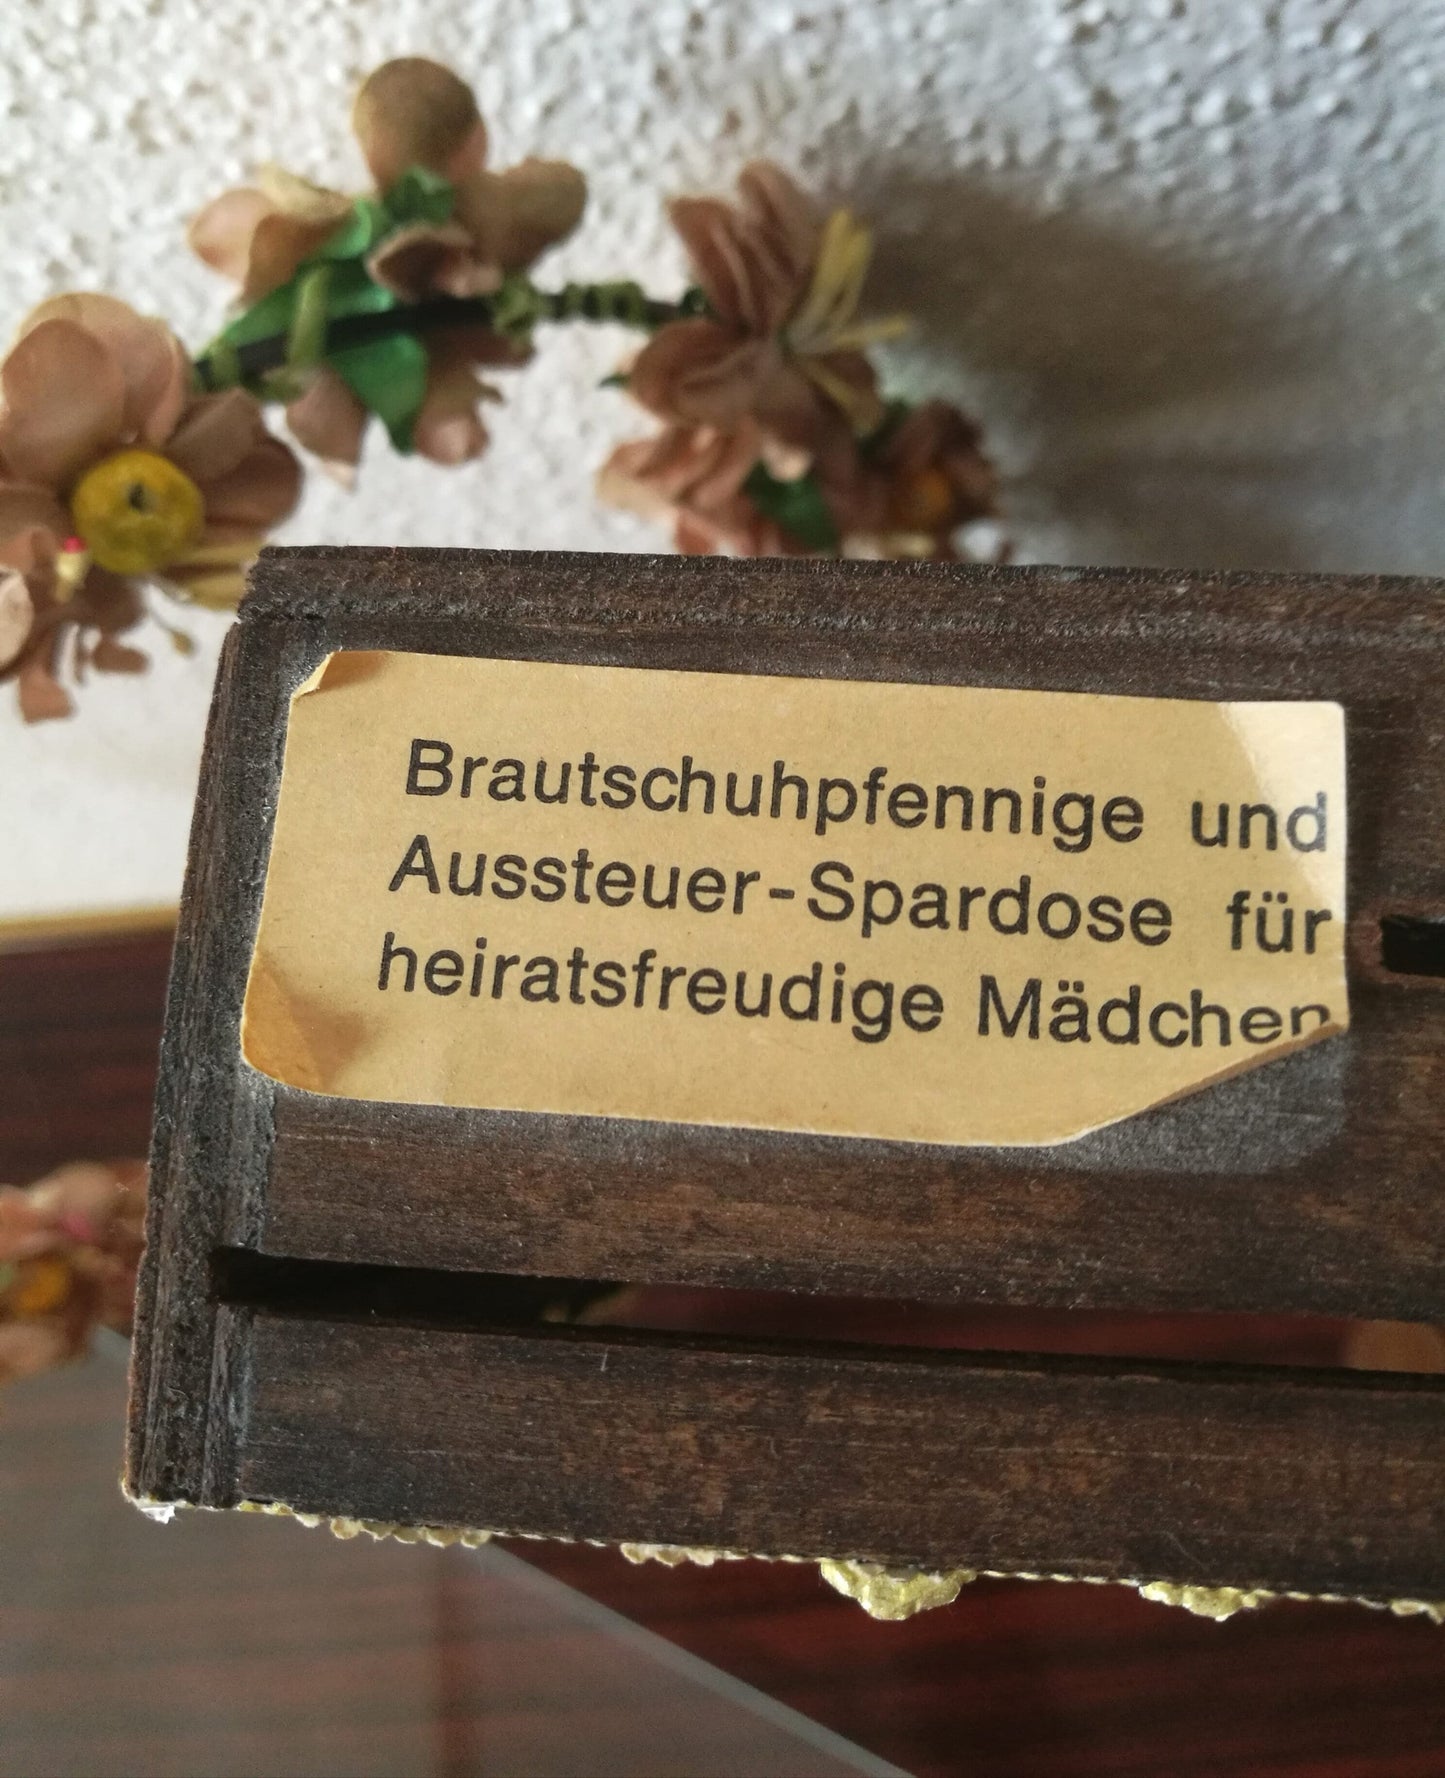 Brautschuhpfennige und
Aussteuer-Spardose für
heiratsfreudige Mädchen